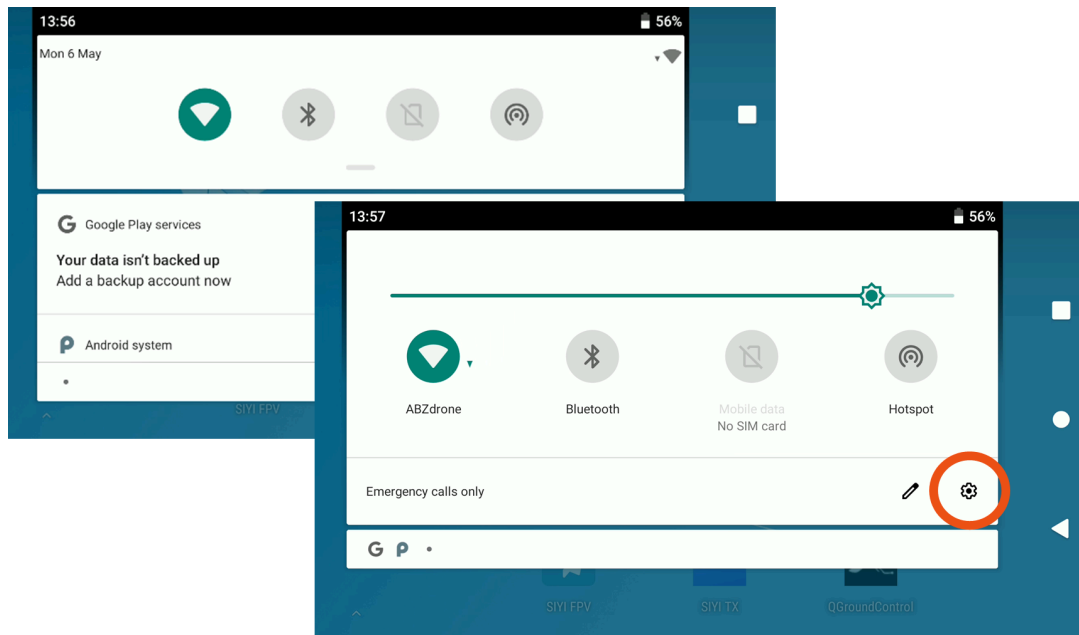 13:56
56%
Mon 6 May
Google Play services
Your data isn't backed up
Add a backup account now
Android system
SIYI FPV
13:57
56%
ABZdrone
Bluetooth
Mobile data
No SIM card
Hotspot
Emergency calls only
SIYI FPV
SIYI TX
QGroundControl